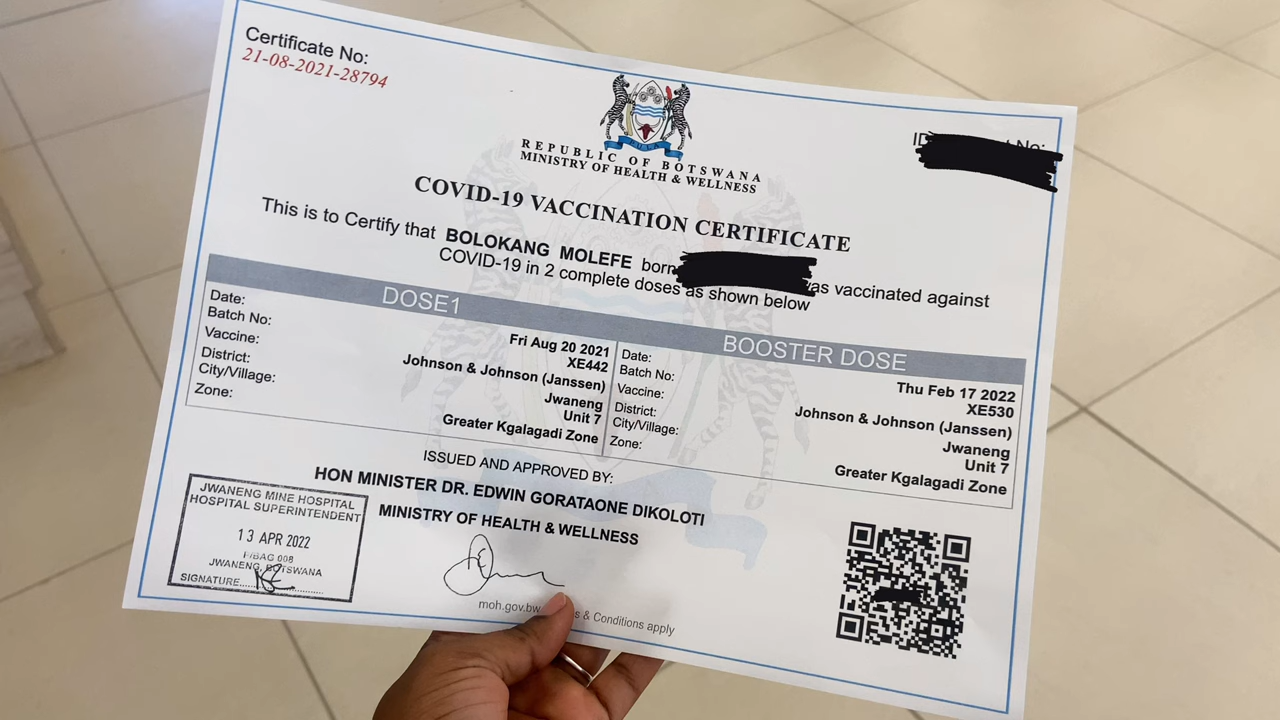 Certificate No:
21-08-2021-28794
No:
REPUBLIC OF BOTSWANA
MINISTRY OF HEALTH & WELLNESS
COVID-19 VACCINATION CERTIFICATE
This is to Certify that BOLOKANG MOLEFE born vaccinated against
COVID-19 in 2 complete doses as shown below
DOSE1
Date: Fri Aug 20 2021
Batch No: XE442
Vaccine: Johnson & Johnson (Janssen)
District: Jwaneng
City/Village: Unit 7
Zone: Greater Kgalagadi Zone
BOOSTER DOSE
Date: Thu Feb 17 2022
Batch No: XE530
Vaccine: Johnson & Johnson (Janssen)
District: Jwaneng
City/Village: Unit 7
Zone: Greater Kgalagadi Zone
ISSUED AND APPROVED BY:
HON MINISTER DR. EDWIN GORATAONE DIKOLOTI
MINISTRY OF HEALTH & WELLNESS
JWANENG MINE HOSPITAL
HOSPITAL SUPERINTENDENT
13 APR 2022
P/BAG 008
JWANENG, BOTSWANA
SIGNATURE
moh.gov.bw & Conditions apply